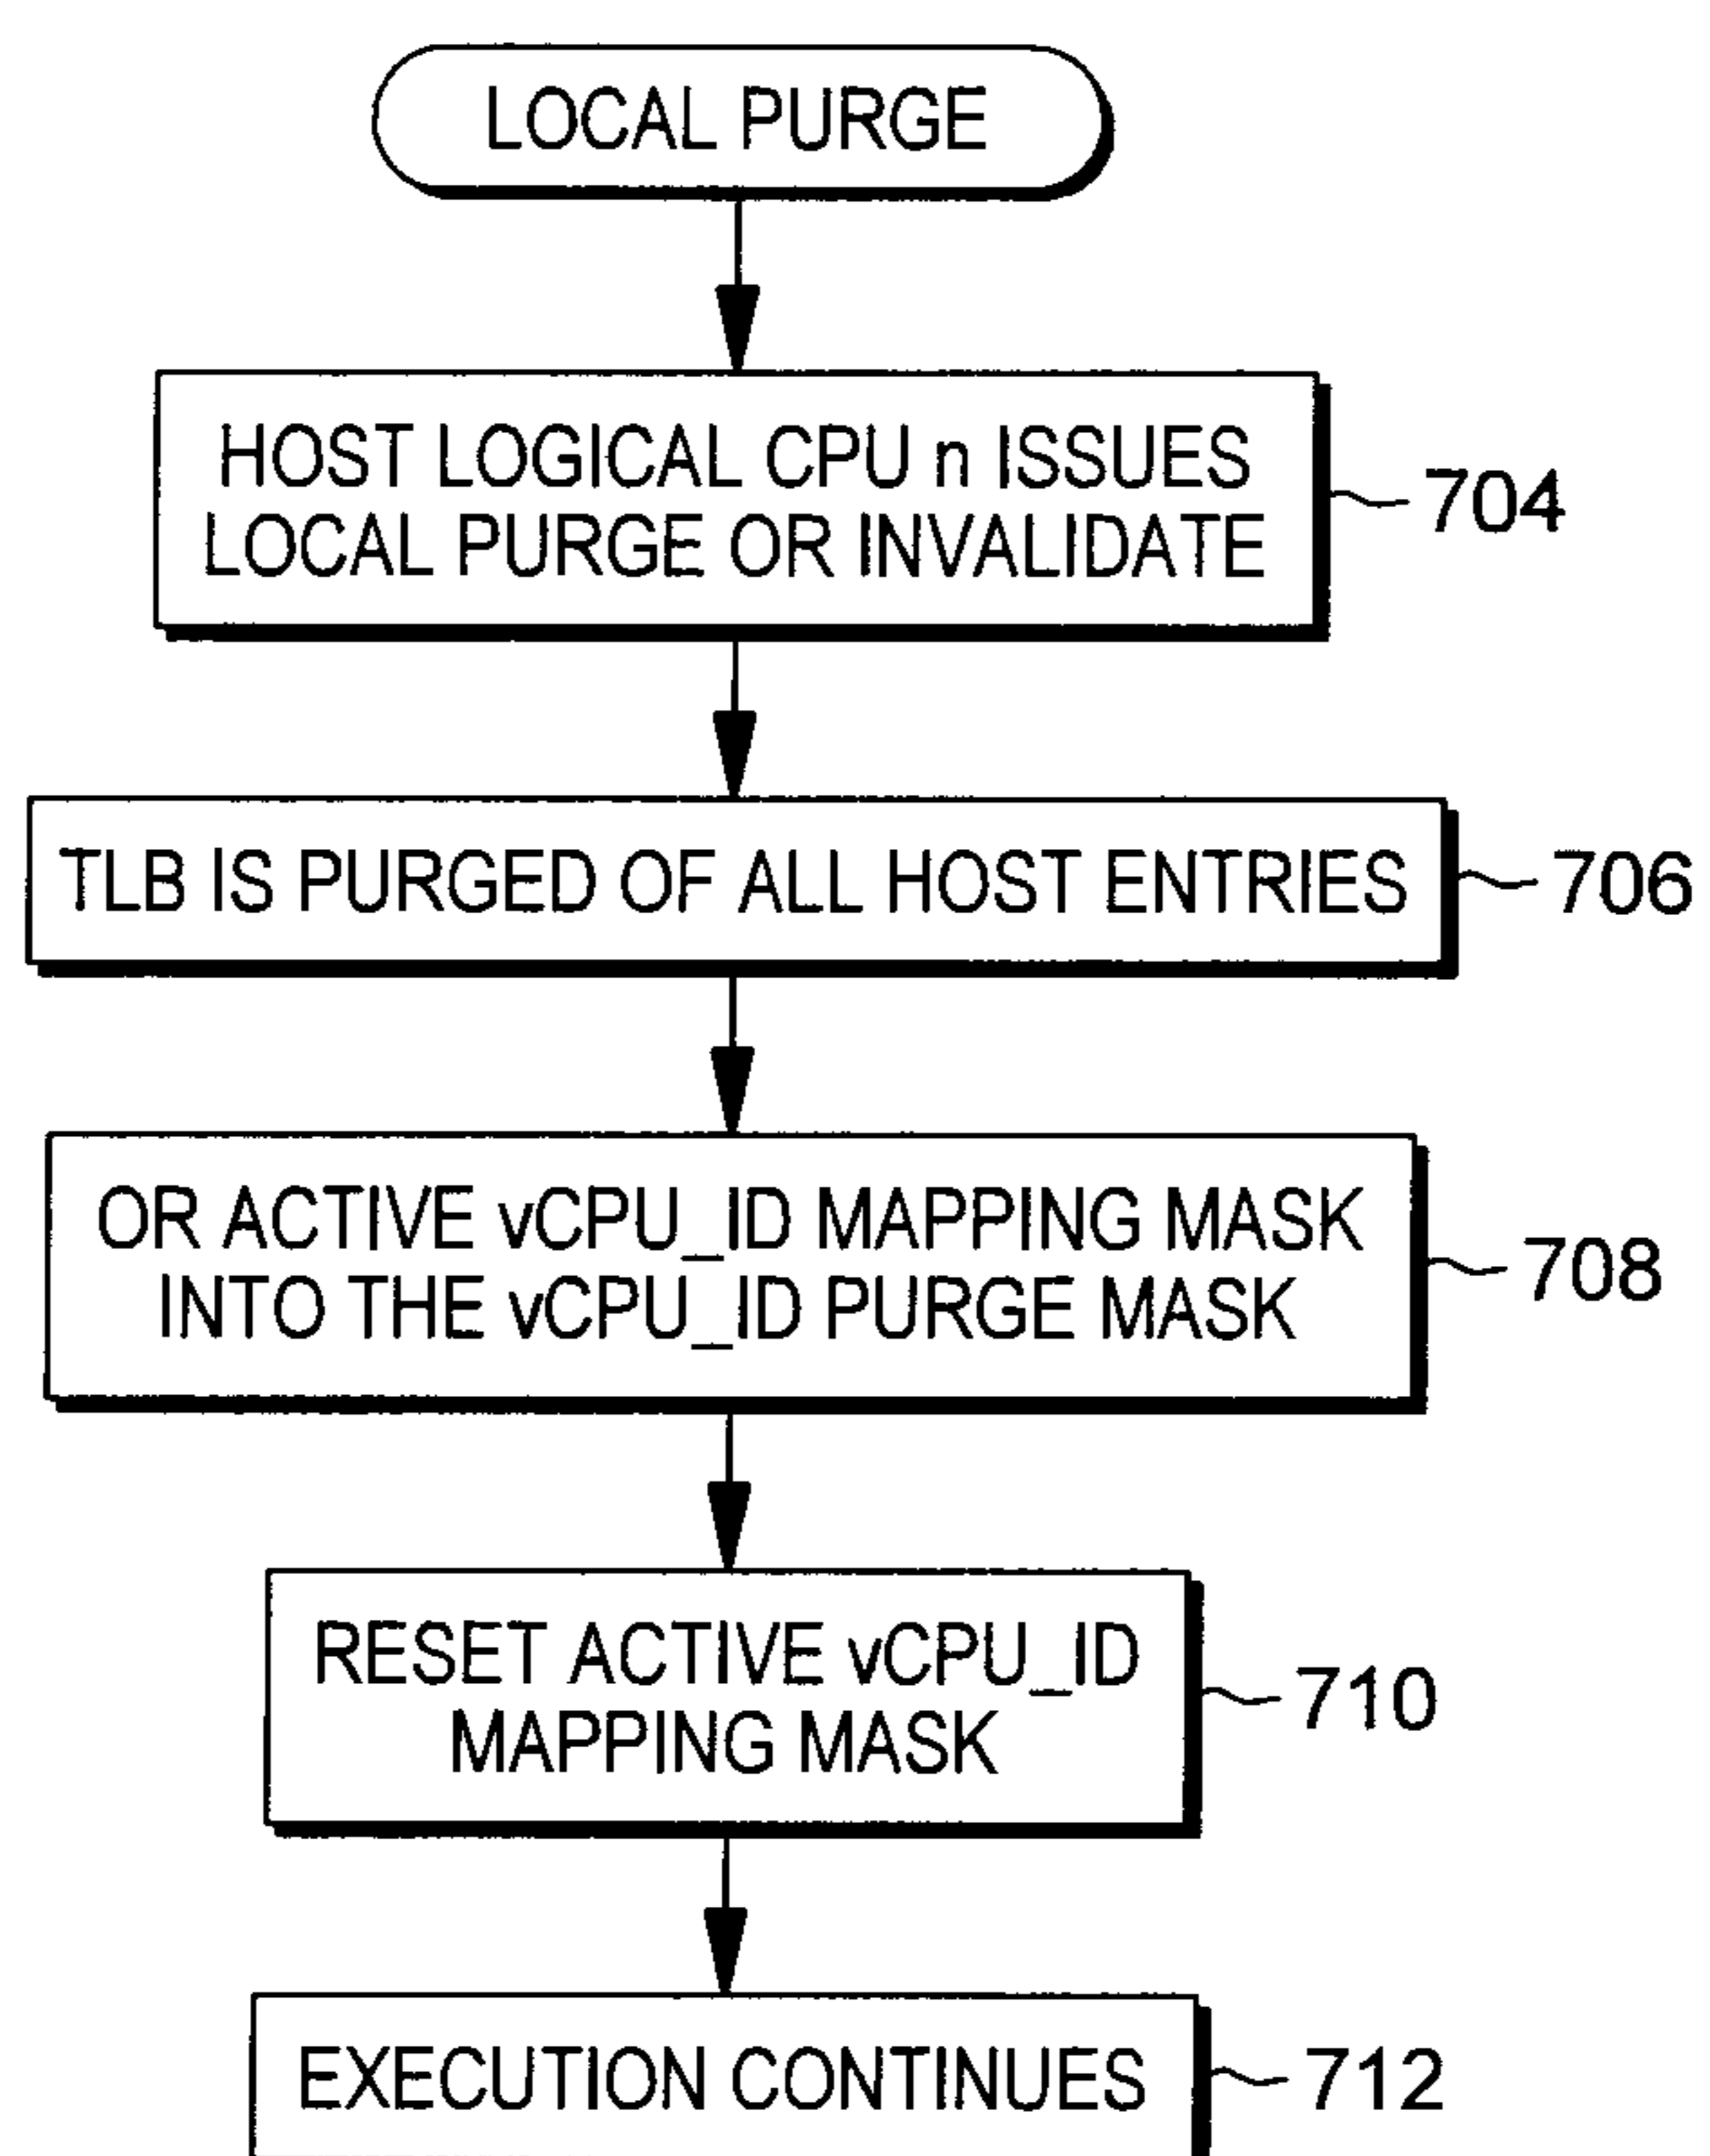 LOCAL PURGE
HOST LOGICAL CPU n ISSUES
LOCAL PURGE OR INVALIDATE
704
TLB IS PURGED OF ALL HOST ENTRIES
706
OR ACTIVE vCPU_ID MAPPING MASK
INTO THE vCPU_ID PURGE MASK
708
RESET ACTIVE vCPU_ID
MAPPING MASK
710
EXECUTION CONTINUES
712